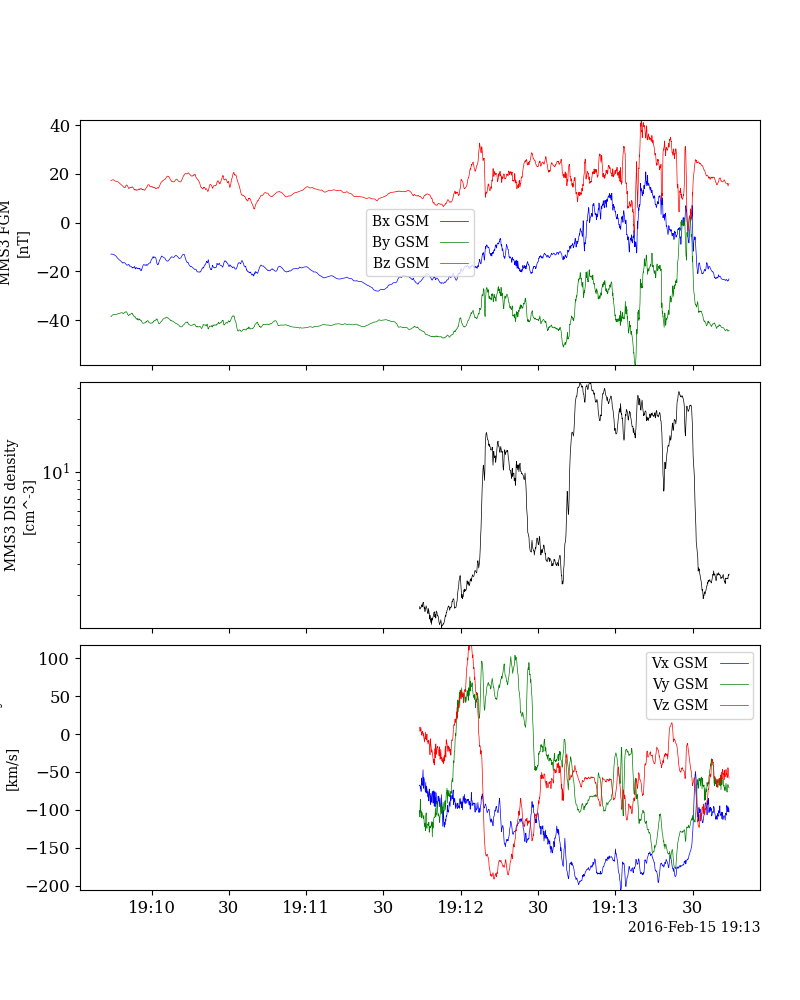 40
20
0
−20
−40
MMS3 FGM
[nT]
Bx GSM
By GSM
Bz GSM
10^1
MMS3 DIS density
[cm^-3]
100
50
0
−50
−100
−150
−200
[km/s]
Vx GSM
Vy GSM
Vz GSM
19:10 30 19:11 30 19:12 30 19:13 30
2016-Feb-15 19:13